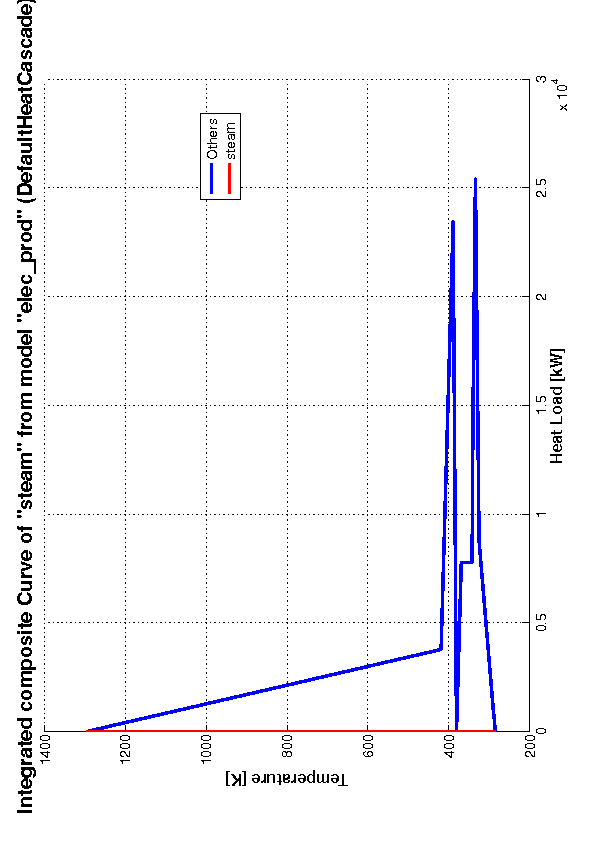 Integrated composite Curve of "steam" from model "elec_prod" (DefaultHeatCascade)
1400
1200
1000
800
600
400
200
Temperature [K]
Others
steam
0
0.5
1
1.5
2
2.5
3
x 10^4
Heat Load [kW]